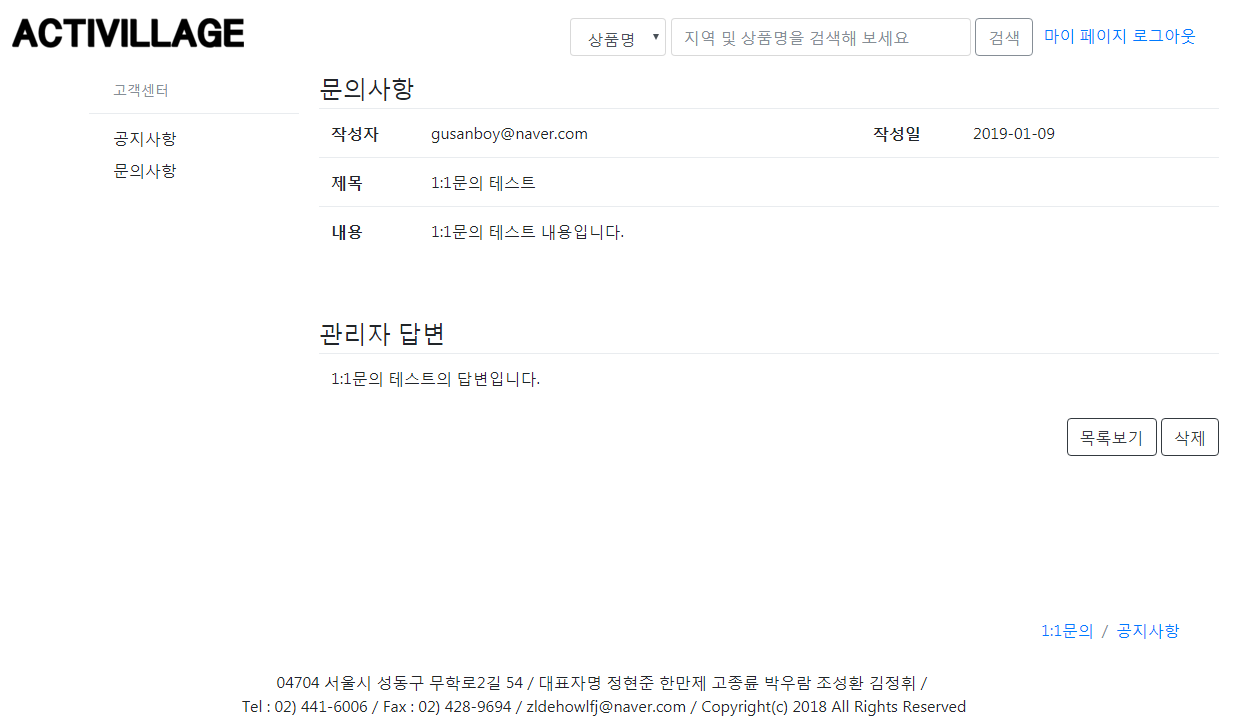 ACTIVILLAGE
상품명 지역 및 상품명을 검색해 보세요 검색 마이 페이지 로그아웃
고객센터
공지사항
문의사항
문의사항
작성자 gusanboy@naver.com 작성일 2019-01-09
제목 1:1문의 테스트
내용 1:1문의 테스트 내용입니다.
관리자 답변
1:1문의 테스트의 답변입니다.
목록보기 삭제
1:1문의 / 공지사항
04704 서울시 성동구 무학로2길 54 / 대표자명 정현준 한만제 고종륜 박우람 조성환 김정휘 /
Tel : 02) 441-6006 / Fax : 02) 428-9694 / zldehowlfj@naver.com / Copyright(c) 2018 All Rights Reserved